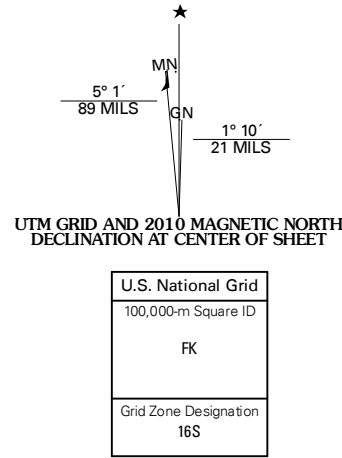 ★
MN
5° 1´
89 MILS
GN
1° 10´
21 MILS
UTM GRID AND 2010 MAGNETIC NORTH
DECLINATION AT CENTER OF SHEET
U.S. National Grid
100,000-m Square ID
FK
Grid Zone Designation
16S